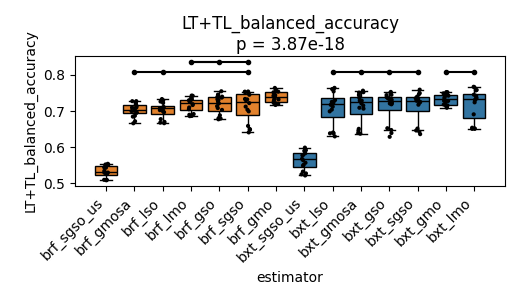 LT+TL_balanced_accuracy
p = 3.87e-18
LT+TL_balanced_accuracy
0.8
0.7
0.6
0.5
brf_sgso_us
brf_gmosa
brf_lso
brf_lmo
brf_gso
brf_sgso
brf_gmo
bxt_sgso_us
bxt_lso
bxt_gmosa
bxt_gso
bxt_sgso
bxt_gmo
bxt_lmo
estimator